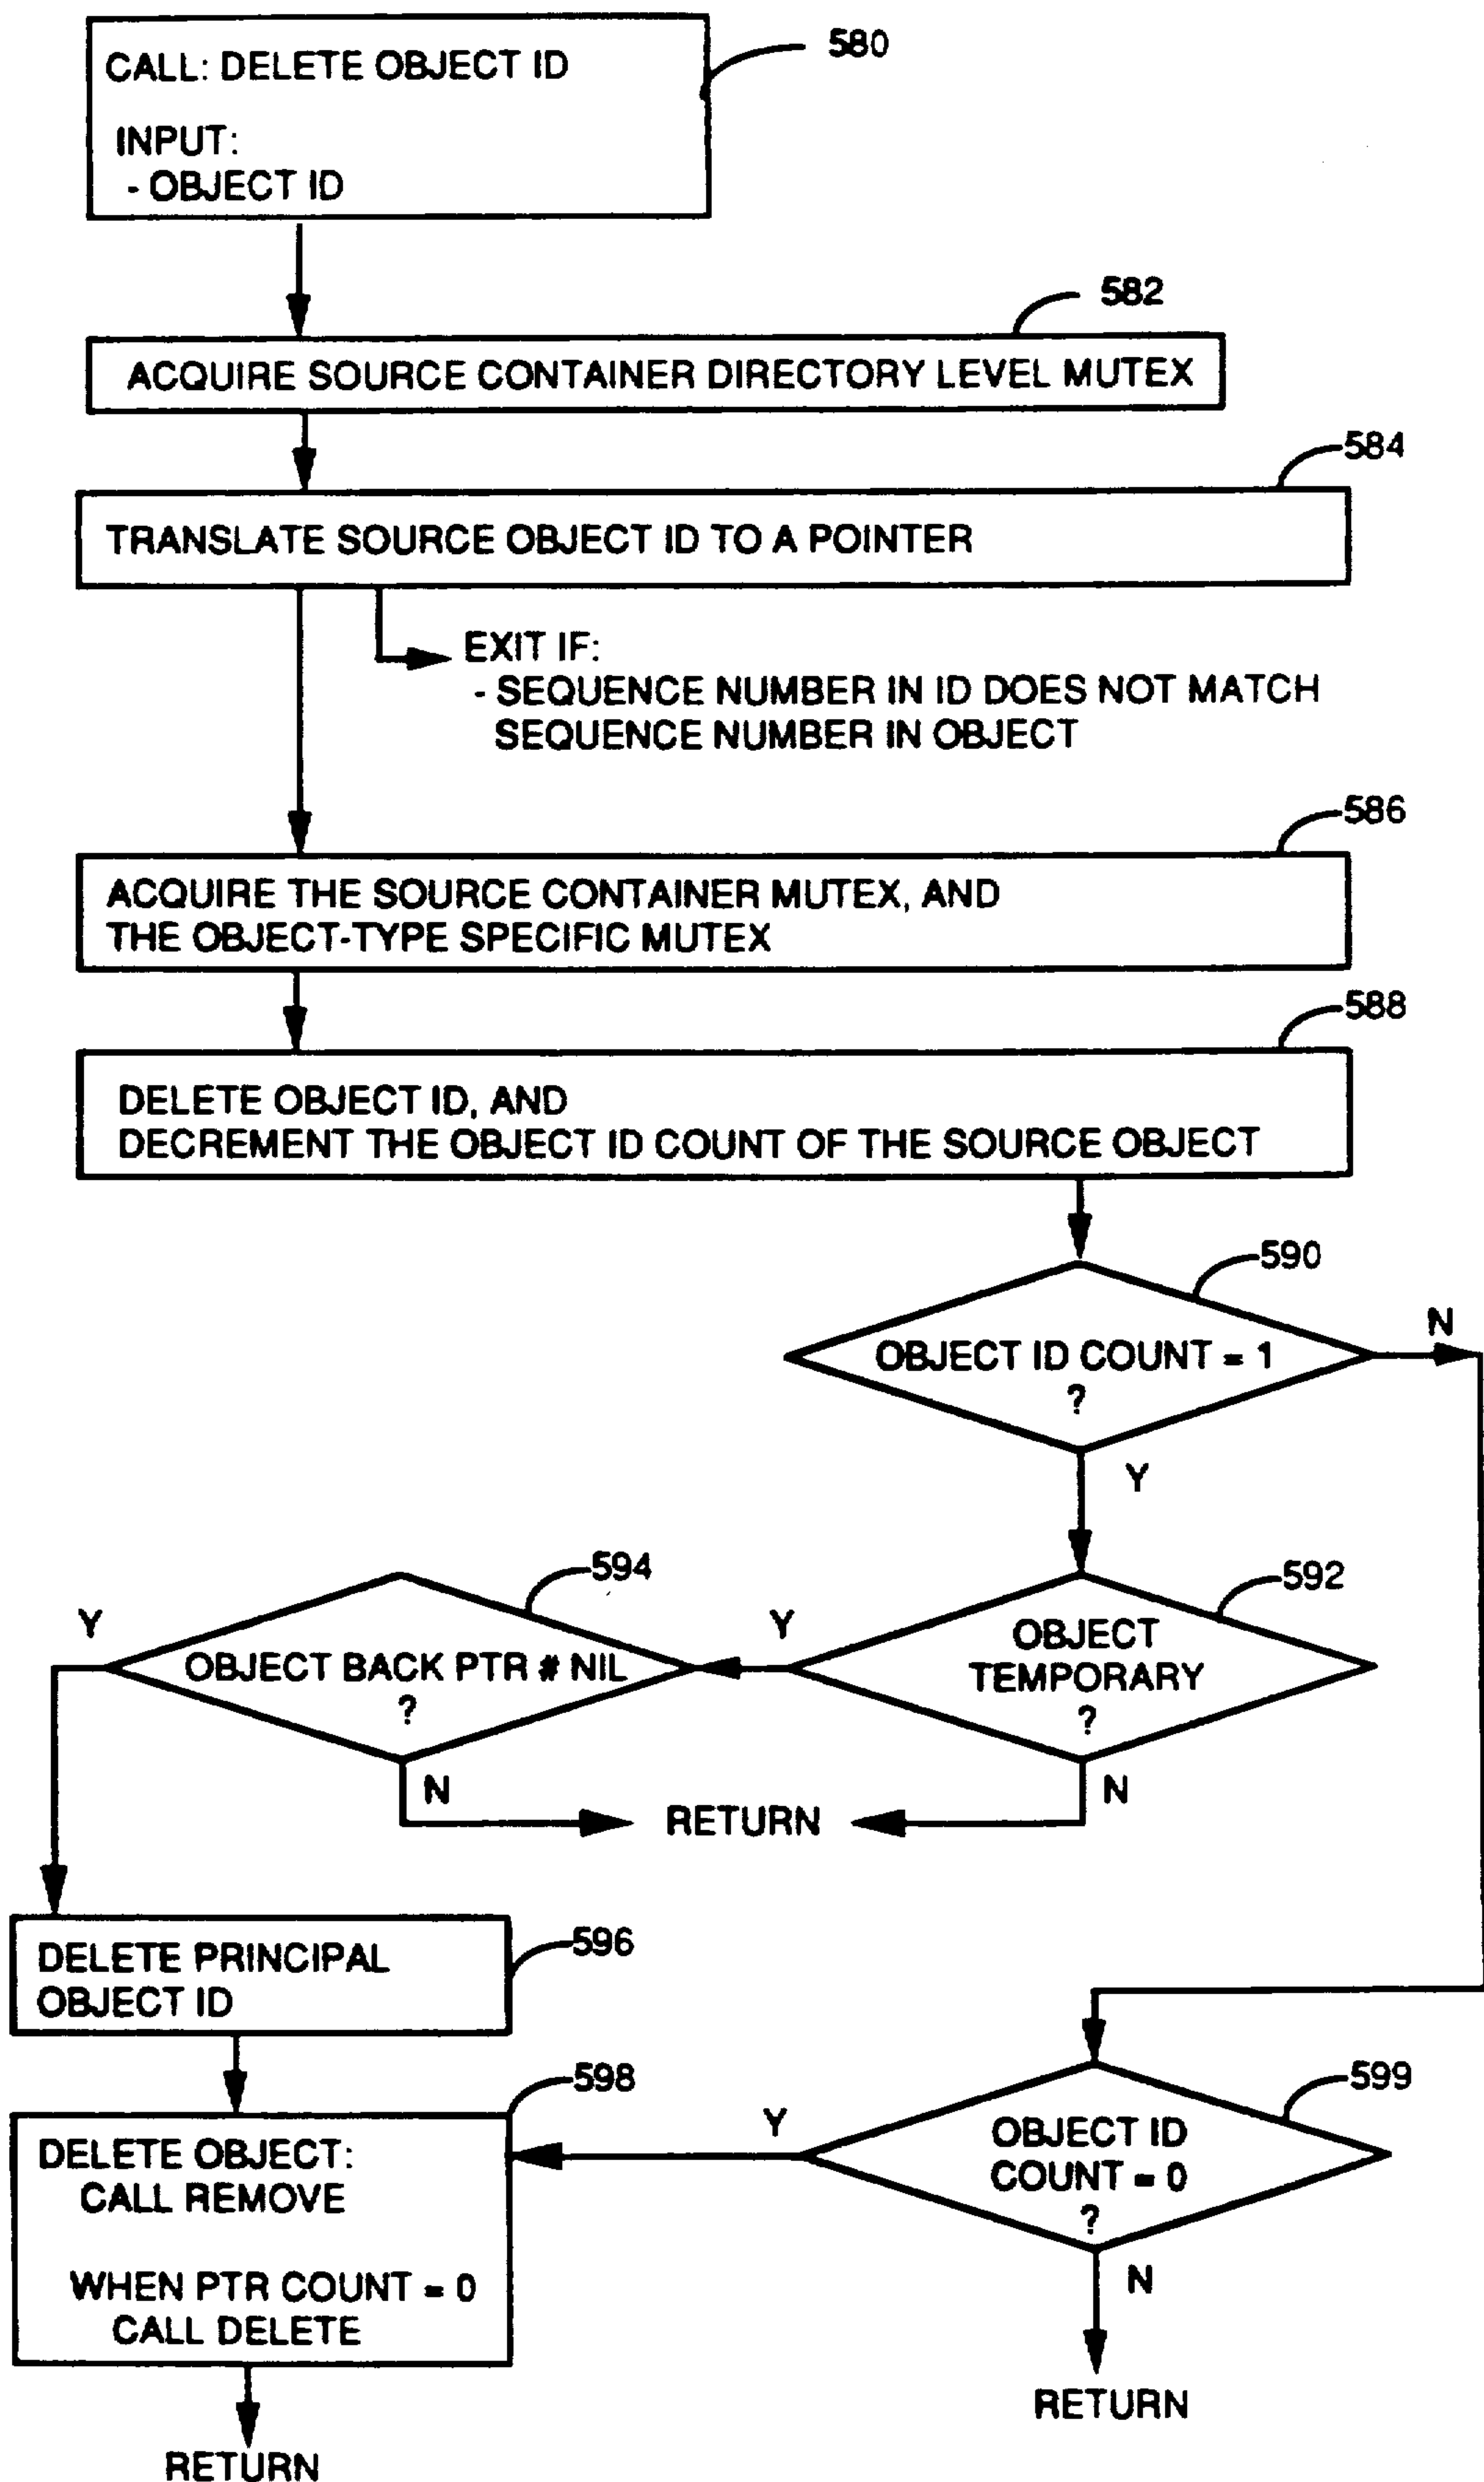 CALL: DELETE OBJECT ID
INPUT:
- OBJECT ID
580
582
ACQUIRE SOURCE CONTAINER DIRECTORY LEVEL MUTEX
584
TRANSLATE SOURCE OBJECT ID TO A POINTER
EXIT IF:
- SEQUENCE NUMBER IN ID DOES NOT MATCH
SEQUENCE NUMBER IN OBJECT
586
ACQUIRE THE SOURCE CONTAINER MUTEX, AND
THE OBJECT-TYPE SPECIFIC MUTEX
588
DELETE OBJECT ID, AND
DECREMENT THE OBJECT ID COUNT OF THE SOURCE OBJECT
590
OBJECT ID COUNT = 1
?
N
Y
592
OBJECT
TEMPORARY
?
Y
N
594
OBJECT BACK PTR # NIL
?
Y
N
RETURN
596
DELETE PRINCIPAL
OBJECT ID
598
DELETE OBJECT:
CALL REMOVE
WHEN PTR COUNT = 0
CALL DELETE
RETURN
599
OBJECT ID
COUNT = 0
?
Y
N
RETURN